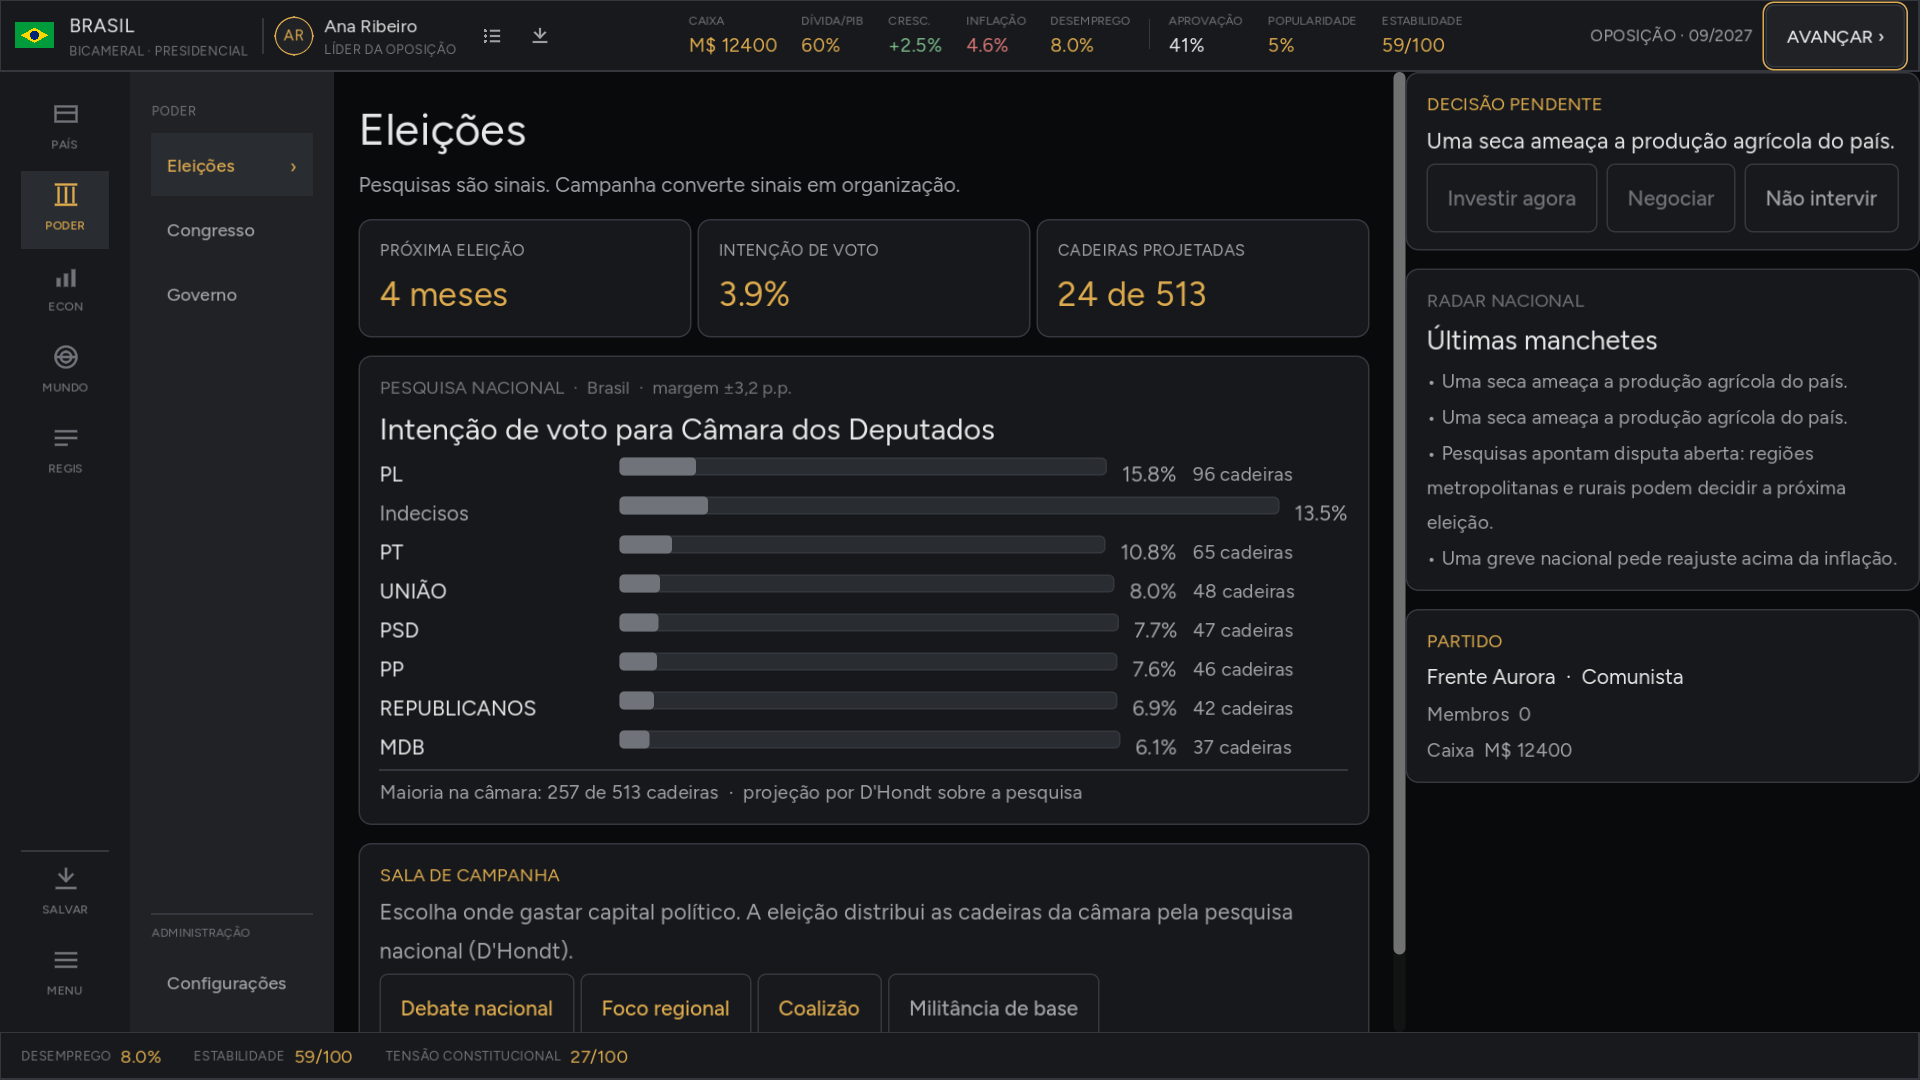 BRASIL
BICAMERAL · PRESIDENCIAL
AR
Ana Ribeiro
LÍDER DA OPOSIÇÃO
CAIXA
M$ 12400
DÍVIDA/PIB
60%
CRESC.
+2.5%
INFLAÇÃO
4.6%
DESEMPREGO
8.0%
APROVAÇÃO
41%
POPULARIDADE
5%
ESTABILIDADE
59/100
OPOSIÇÃO · 09/2027
AVANÇAR ›
PAÍS
PODER
ECON
MUNDO
REGIS
SALVAR
MENU
PODER
Eleições ›
Congresso
Governo
ADMINISTRAÇÃO
Configurações
Eleições
Pesquisas são sinais. Campanha converte sinais em organização.
PRÓXIMA ELEIÇÃO
4 meses
INTENÇÃO DE VOTO
3.9%
CADEIRAS PROJETADAS
24 de 513
PESQUISA NACIONAL · Brasil · margem ±3,2 p.p.
Intenção de voto para Câmara dos Deputados
PL 15.8% 96 cadeiras
Indecisos 13.5%
PT 10.8% 65 cadeiras
UNIÃO 8.0% 48 cadeiras
PSD 7.7% 47 cadeiras
PP 7.6% 46 cadeiras
REPUBLICANOS 6.9% 42 cadeiras
MDB 6.1% 37 cadeiras
Maioria na câmara: 257 de 513 cadeiras · projeção por D'Hondt sobre a pesquisa
SALA DE CAMPANHA
Escolha onde gastar capital político. A eleição distribui as cadeiras da câmara pela pesquisa
nacional (D'Hondt).
Debate nacional
Foco regional
Coalizão
Militância de base
DECISÃO PENDENTE
Uma seca ameaça a produção agrícola do país.
Investir agora
Negociar
Não intervir
RADAR NACIONAL
Últimas manchetes
• Uma seca ameaça a produção agrícola do país.
• Uma seca ameaça a produção agrícola do país.
• Pesquisas apontam disputa aberta: regiões
metropolitanas e rurais podem decidir a próxima
eleição.
• Uma greve nacional pede reajuste acima da inflação.
PARTIDO
Frente Aurora · Comunista
Membros 0
Caixa M$ 12400
DESEMPREGO 8.0%
ESTABILIDADE 59/100
TENSÃO CONSTITUCIONAL 27/100